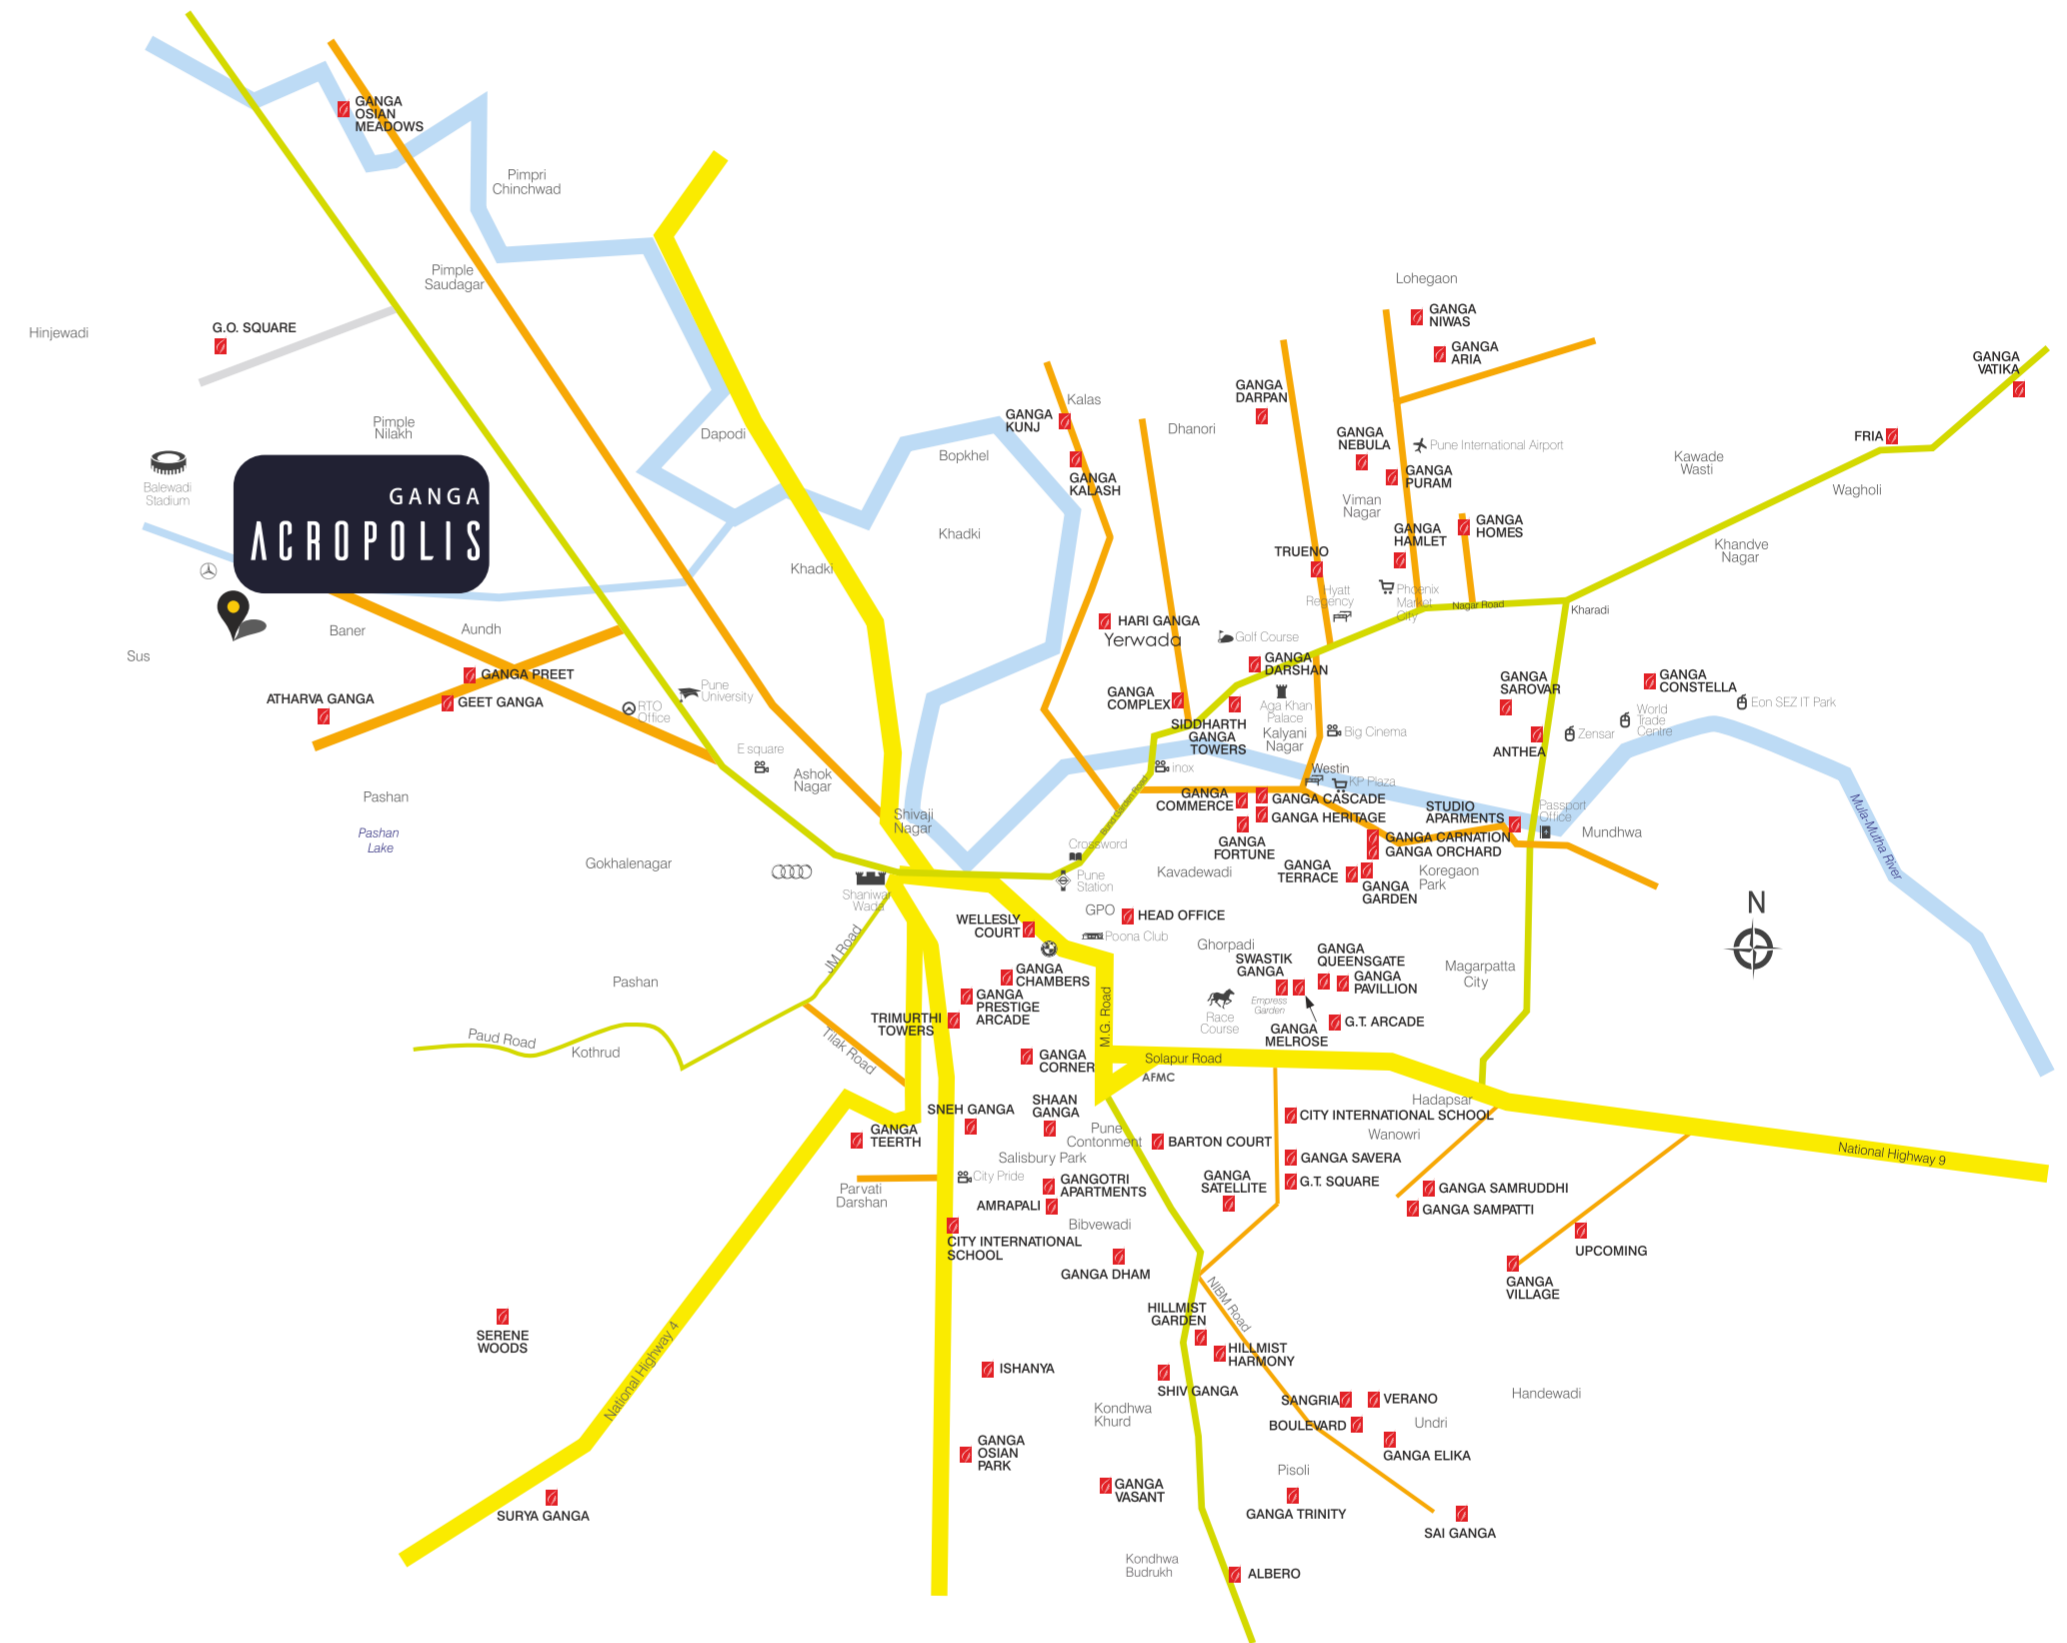 GANGA
OSIAN
MEADOWS
Pimpri
Chinchwad
Pimple
Saudagar
Lohegaon
GANGA
NIWAS
Hinjewadi
G.O. SQUARE
GANGA
ARIA
GANGA
VATIKA
GANGA
DARPAN
Kalas
GANGA
KUNJ
Pimple
Nilakh
Dapodi
Dhanori
GANGA
NEBULA
Pune International Airport
FRIA
Bopkhel
Kawade
Wasti
GANGA
KALASH
GANGA
PURAM
Wagholi
Balewadi
Stadium
GANGA
ACROPOLIS
Viman
Nagar
Khadki
GANGA
HAMLET
GANGA
HOMES
TRUENO
Khandve
Nagar
Khadki
Hyatt
Regency
Phoenix
Market
City
Nagar Road
Kharadi
Baner
Aundh
HARI GANGA
Yerwada
Golf Course
Sus
GANGA
DARSHAN
GANGA PREET
GANGA
SAROVAR
GANGA
CONSTELLA
Pune
University
ATHARVA GANGA
GEET GANGA
RTO
Office
GANGA
COMPLEX
Aga Khan
Palace
Eon SEZ IT Park
World
Trade
Centre
SIDDHARTH
GANGA
TOWERS
Kalyani
Nagar
Big Cinema
Zensar
ANTHEA
E square
inox
Westin
KP Plaza
Ashok
Nagar
Pashan
GANGA
COMMERCE
GANGA CASCADE
GANGA HERITAGE
STUDIO
APARMENTS
Passport
Office
Mula-Mutha River
Bund Garden Road
Shivaji
Nagar
Pashan
Lake
GANGA
FORTUNE
GANGA CARNATION
GANGA ORCHARD
Mundhwa
Crossword
Gokhalenagar
Kavadewadi
GANGA
TERRACE
GANGA
GARDEN
Koregaon
Park
Pune
Station
Shaniwar
Wada
N
GPO
HEAD OFFICE
WELLESLY
COURT
Poona Club
Ghorpadi
JM Road
SWASTIK
GANGA
GANGA
QUEENSGATE
GANGA
PAVILLION
Magarpatta
City
GANGA
CHAMBERS
Pashan
GANGA
PRESTIGE
ARCADE
Empress
Garden
Race
Course
TRIMURTHI
TOWERS
M.G. Road
GANGA
MELROSE
G.T. ARCADE
Paud Road
Kothrud
Tilak Road
GANGA
CORNER
Solapur Road
AFMC
SNEH GANGA
SHAAN
GANGA
Hadapsar
CITY INTERNATIONAL SCHOOL
Wanowri
GANGA
TEERTH
Pune
Contonment
BARTON COURT
National Highway 9
Salisbury Park
GANGA SAVERA
City Pride
GANGA
SATELLITE
G.T. SQUARE
GANGOTRI
APARTMENTS
Parvati
Darshan
AMRAPALI
GANGA SAMRUDDHI
GANGA SAMPATTI
Bibvewadi
CITY INTERNATIONAL
SCHOOL
UPCOMING
GANGA DHAM
GANGA
VILLAGE
NIBM Road
HILLMIST
GARDEN
SERENE
WOODS
HILLMIST
HARMONY
National Highway 4
ISHANYA
SHIV GANGA
SANGRIA
VERANO
Handewadi
Kondhwa
Khurd
BOULEVARD
Undri
GANGA
OSIAN
PARK
GANGA ELIKA
Pisoli
GANGA
VASANT
SURYA GANGA
GANGA TRINITY
SAI GANGA
Kondhwa
Budrukh
ALBERO